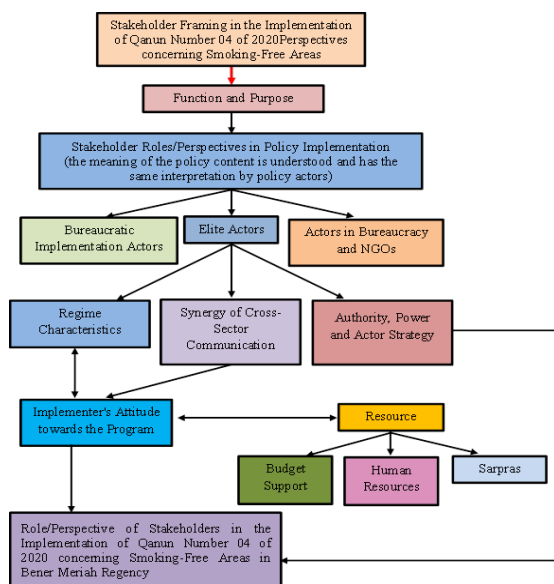 Stakeholder Framing in the Implementation
of Qanun Number 04 of 2020Perspectives
concerning Smoking-Free Areas
Function and Purpose
Stakeholder Roles/Perspectives in Policy Implementation
(the meaning of the policy content is understood and has the
same interpretation by policy actors)
Bureaucratic
Implementation Actors
Elite Actors
Actors in Bureaucracy
and NGOs
Regime
Characteristics
Synergy of Cross-
Sector
Communication
Authority, Power
and Actor Strategy
Implementer's Attitude
towards the Program
Resource
Budget
Support
Human
Resources
Sarpras
Role/Perspective of Stakeholders in the
Implementation of Qanun Number 04 of
2020 concerning Smoking-Free Areas in
Bener Meriah Regency